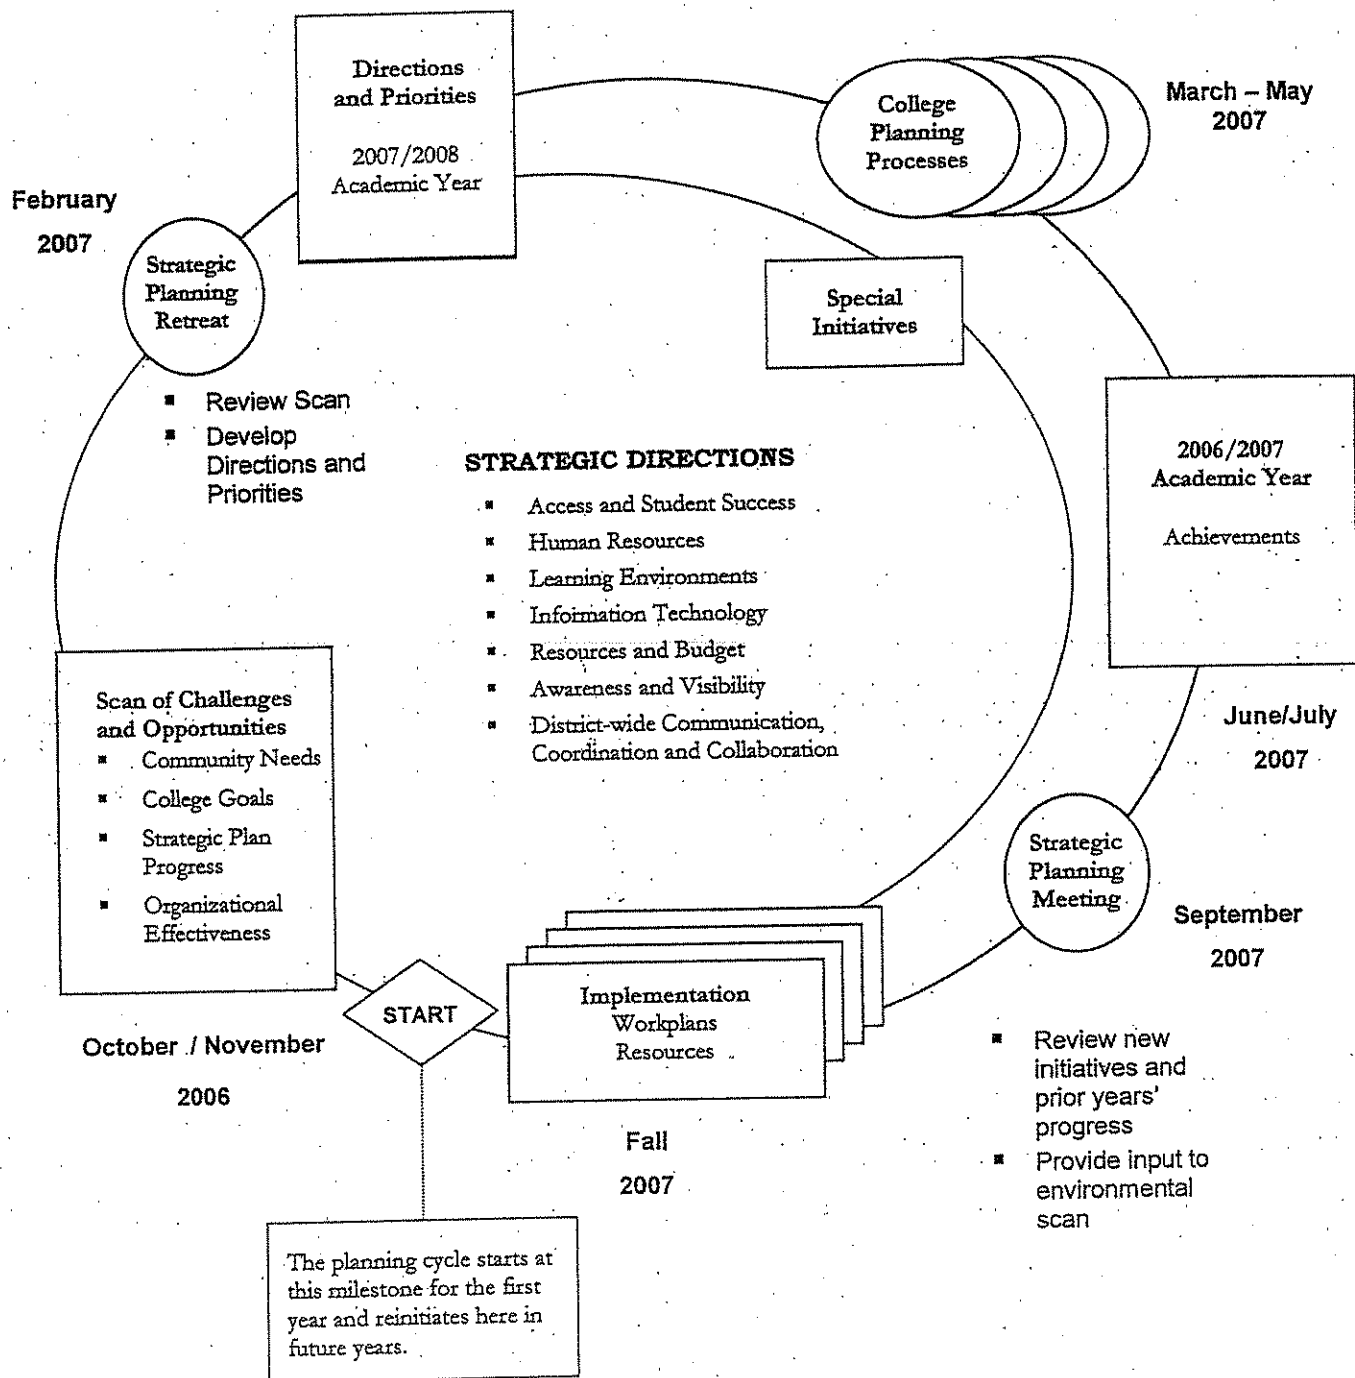 Directions
and Priorities
2007/2008
Academic Year
College
Planning
Processes
March – May
2007
February
2007
Strategic
Planning
Retreat
▪ Review Scan
▪ Develop
Directions and
Priorities
Special
Initiatives
2006/2007
Academic Year
Achievements
June/July
2007
STRATEGIC DIRECTIONS
▪ Access and Student Success
▪ Human Resources
▪ Learning Environments
▪ Information Technology
▪ Resources and Budget
▪ Awareness and Visibility
▪ District-wide Communication,
Coordination and Collaboration
Scan of Challenges
and Opportunities
▪ Community Needs
▪ College Goals
▪ Strategic Plan
Progress
▪ Organizational
Effectiveness
October / November
2006
START
Implementation
Workplans
Resources
Fall
2007
Strategic
Planning
Meeting
September
2007
▪ Review new
initiatives and
prior years'
progress
▪ Provide input to
environmental
scan
The planning cycle starts at
this milestone for the first
year and reinitiates here in
future years.